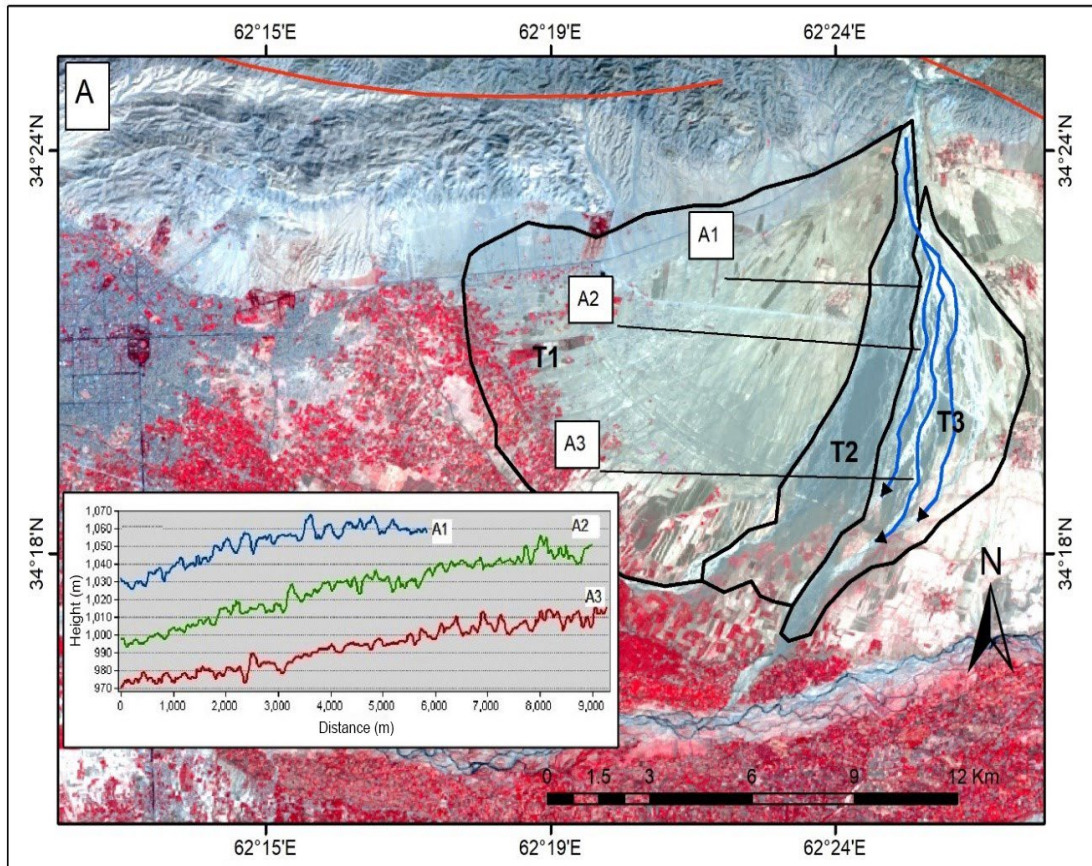 62°15'E 62°19'E 62°24'E
A
34°24'N 34°24'N
A1
A2
T1
A3
T2 T3
34°18'N 34°18'N
N
1,070
1,060
1,050
1,040
1,030
1,020
1,010
1,000
990
980
970
Height (m)
A1
A2
A3
0 1,000 2,000 3,000 4,000 5,000 6,000 7,000 8,000 9,000
Distance (m)
0 1.5 3 6 9 12 Km
62°15'E 62°19'E 62°24'E